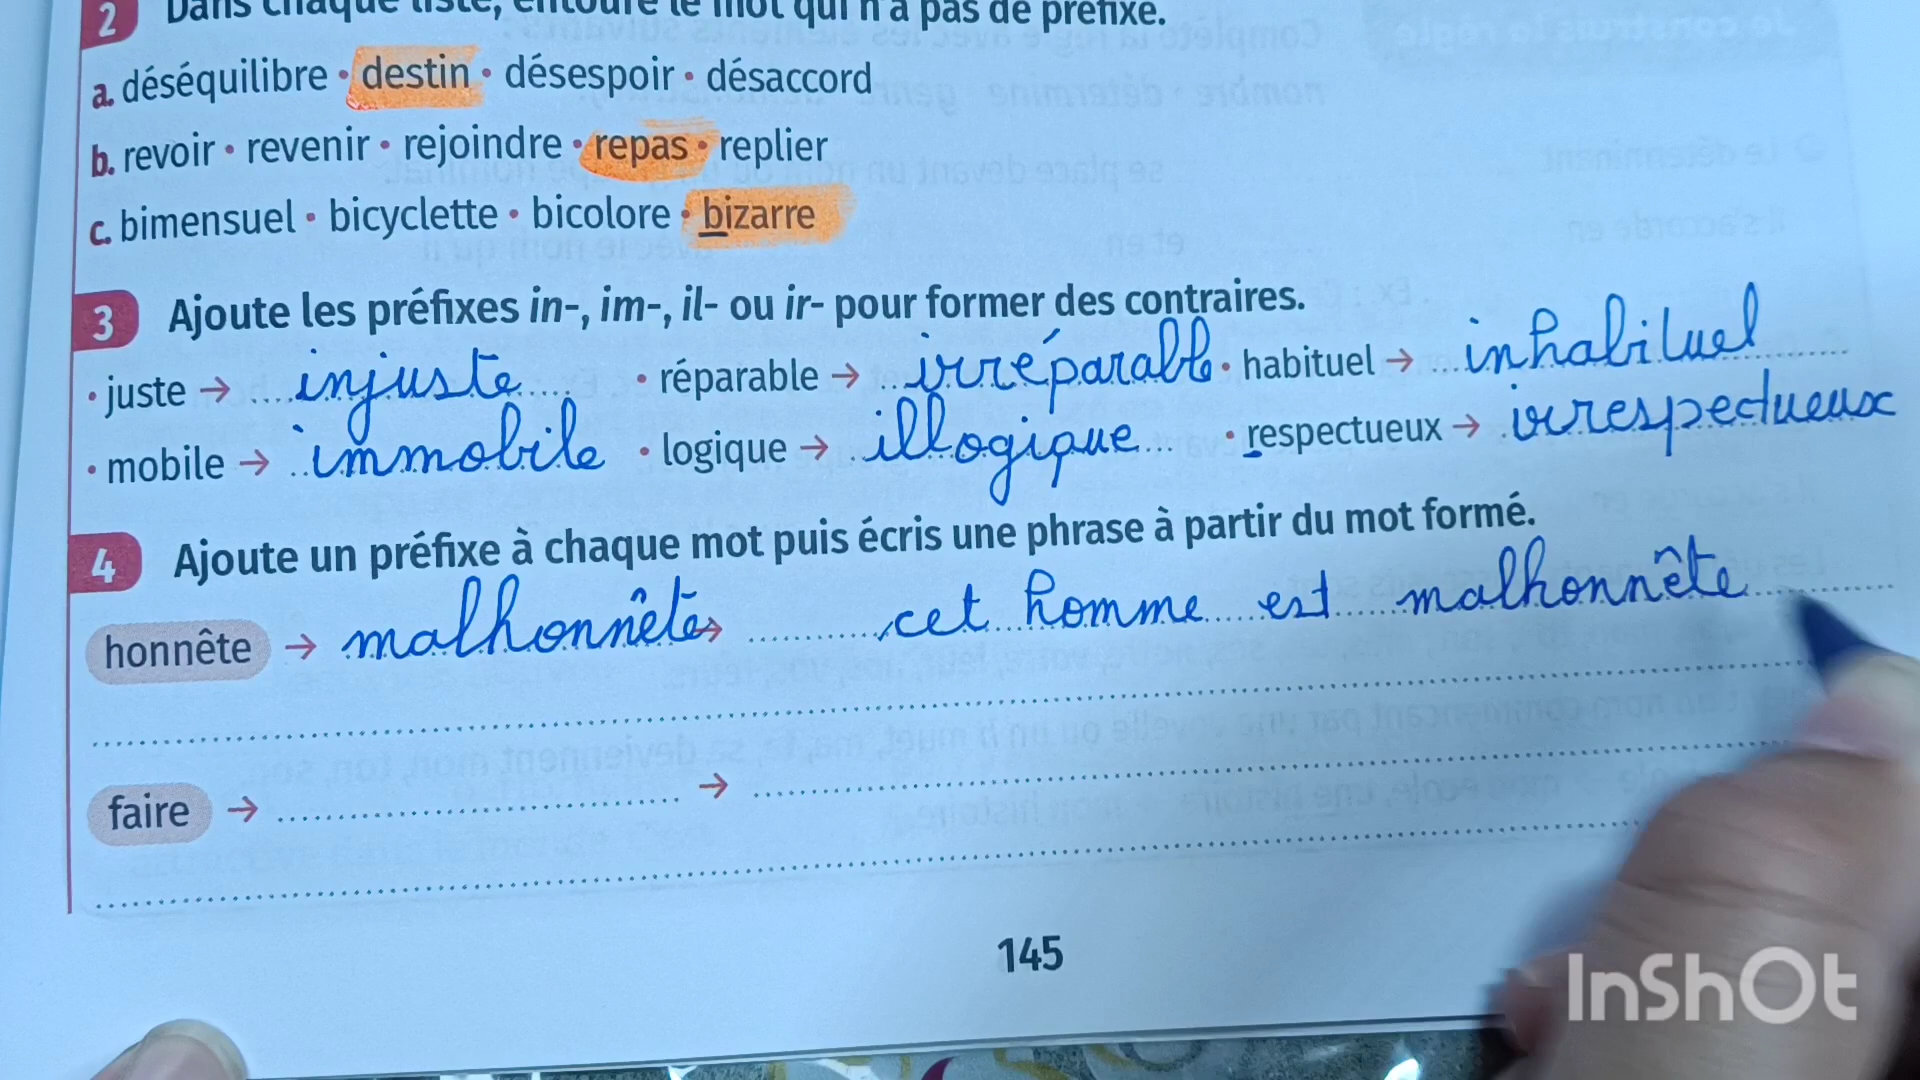 2 Dans chaque liste, entoure le mot qui n'a pas de préfixe.
a. déséquilibre • destin • désespoir • désaccord
b. revoir • revenir • rejoindre • repas • replier
c. bimensuel • bicyclette • bicolore • bizarre
3 Ajoute les préfixes in-, im-, il- ou ir- pour former des contraires.
• juste → injuste • réparable → irréparable • habituel → inhabituel
• mobile → immobile • logique → illogique • respectueux → irrespectueux
4 Ajoute un préfixe à chaque mot puis écris une phrase à partir du mot formé.
honnête → malhonnête → cet homme est malhonnête
faire → →
145
InShOt